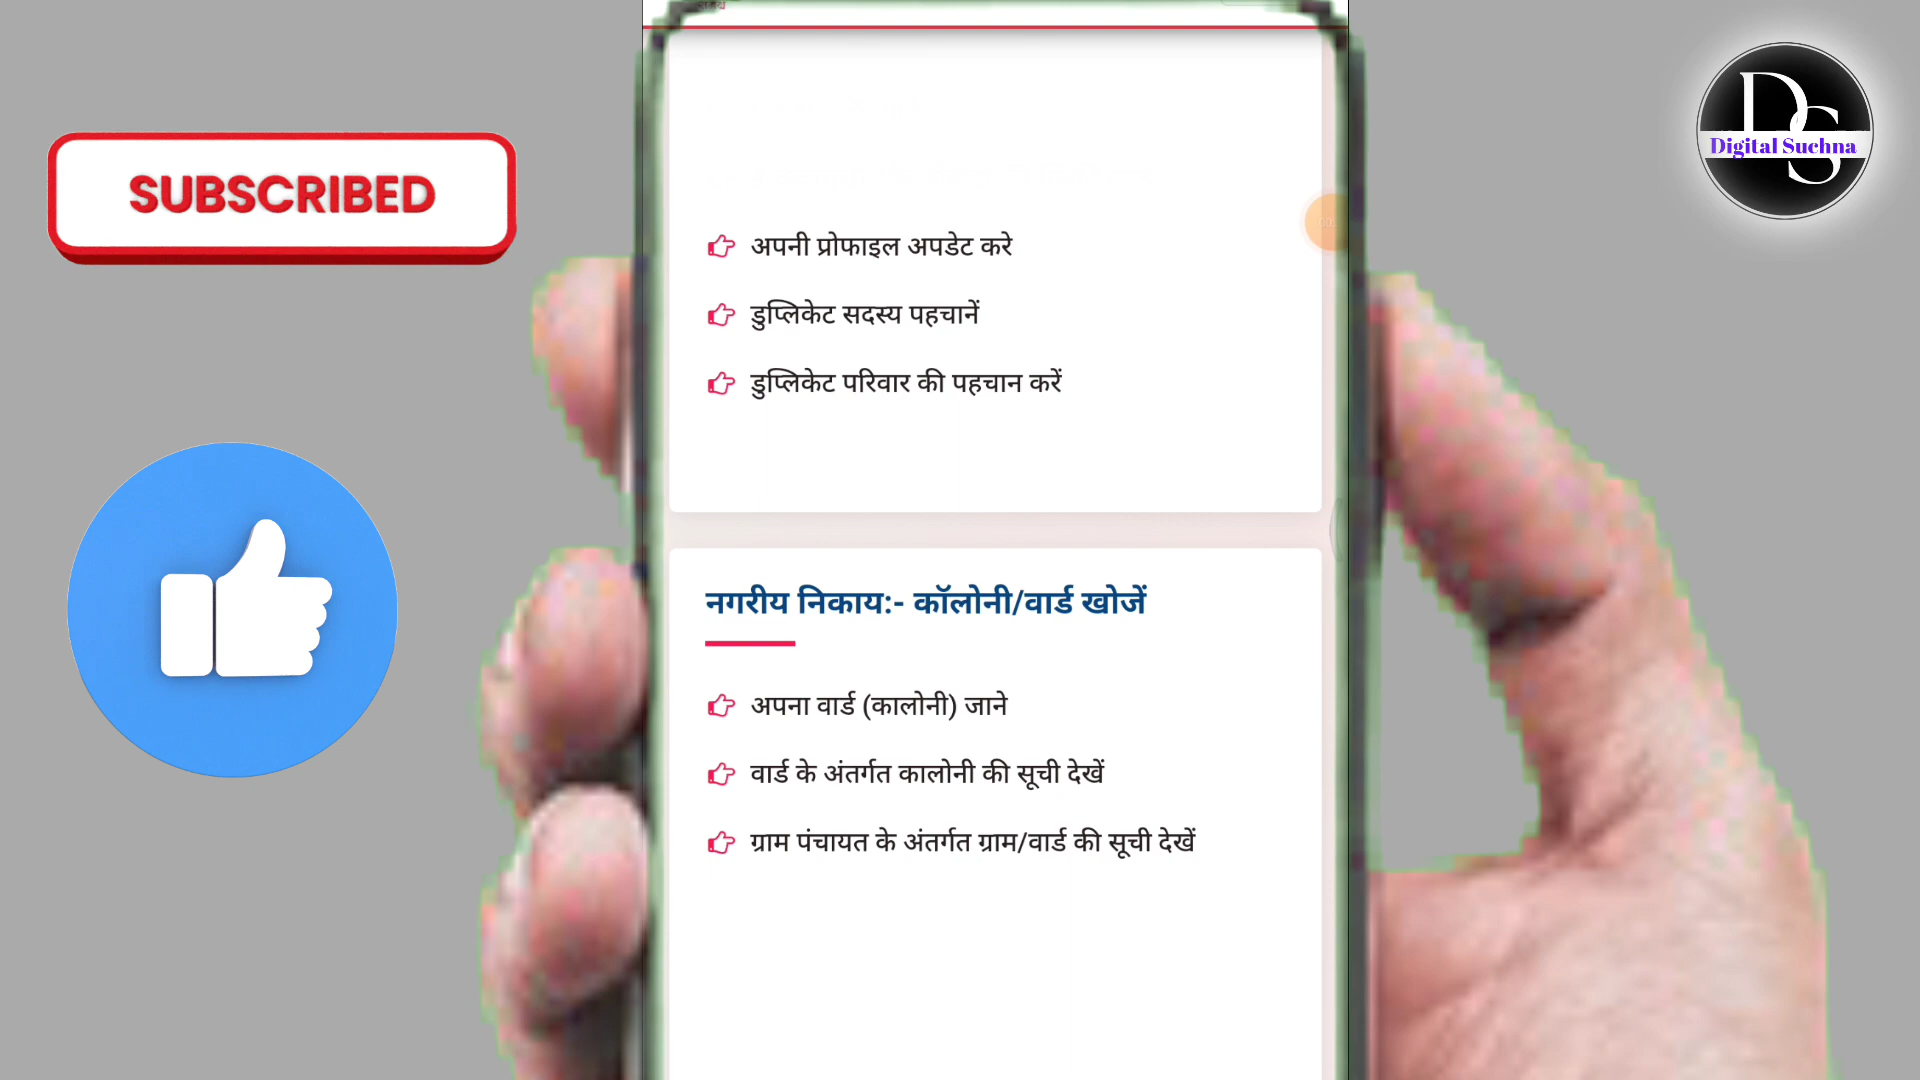 SUBSCRIBED
DS
Digital Suchna
अपनी प्रोफाइल अपडेट करे
डुप्लिकेट सदस्य पहचानें
डुप्लिकेट परिवार की पहचान करें
नगरीय निकाय:- कॉलोनी/वार्ड खोजें
अपना वार्ड (कालोनी) जाने
वार्ड के अंतर्गत कालोनी की सूची देखें
ग्राम पंचायत के अंतर्गत ग्राम/वार्ड की सूची देखें